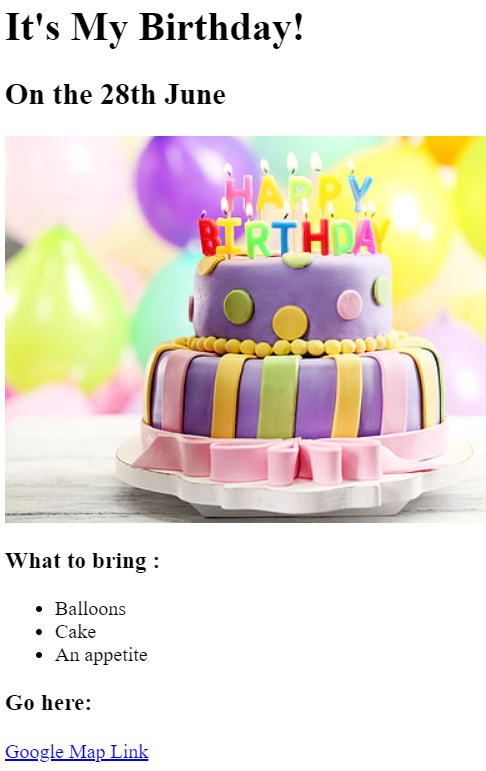 It's My Birthday!
On the 28th June
HAPPY
BIRTHDAY
What to bring :
Balloons
Cake
An appetite
Go here:
Google Map Link